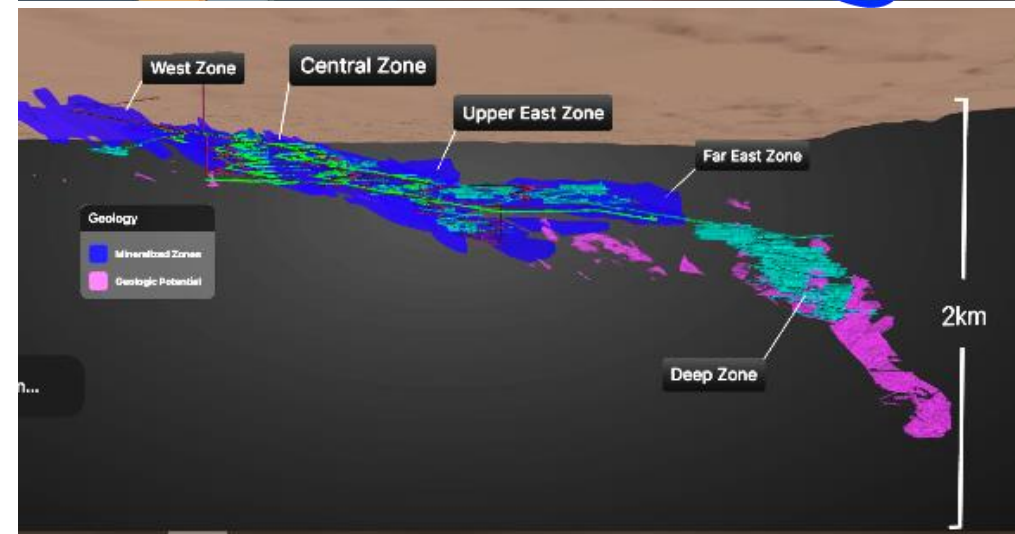 West Zone
Central Zone
Upper East Zone
Far East Zone
Geology
Mineralized Zones
Geologic Potential
2km
Deep Zone
n...